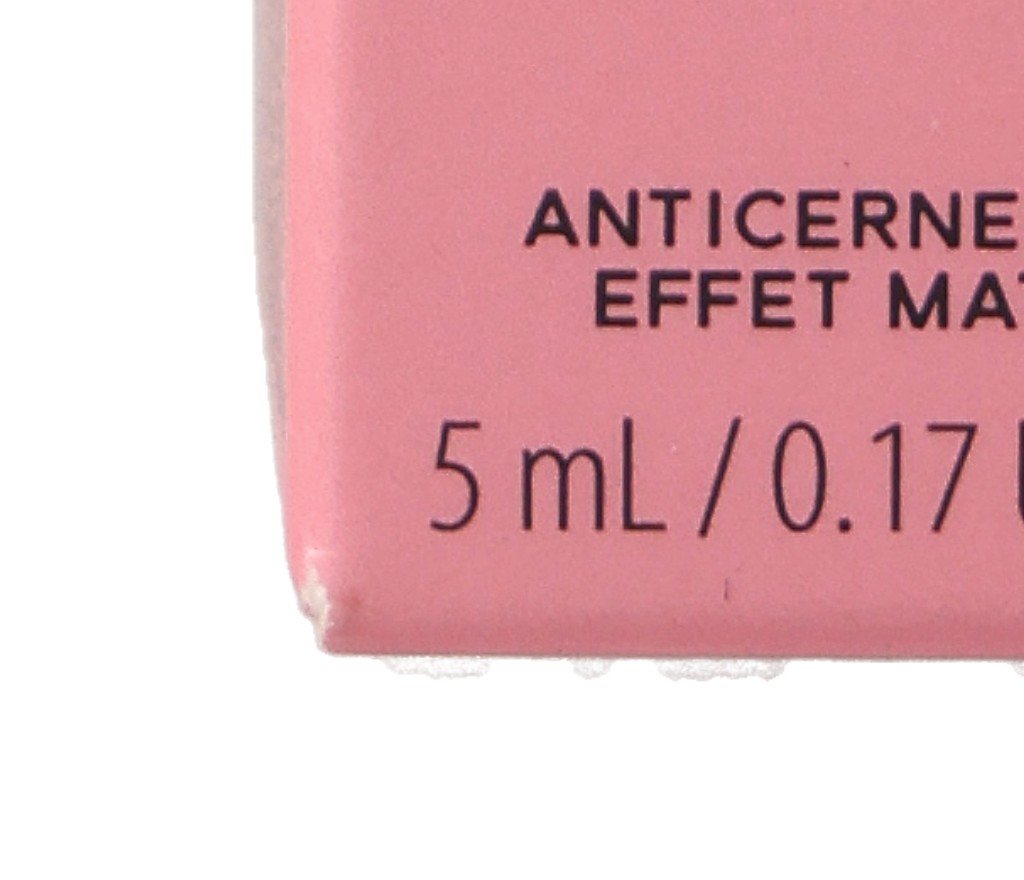 ANTICERNE
EFFET MA
5 mL / 0.17